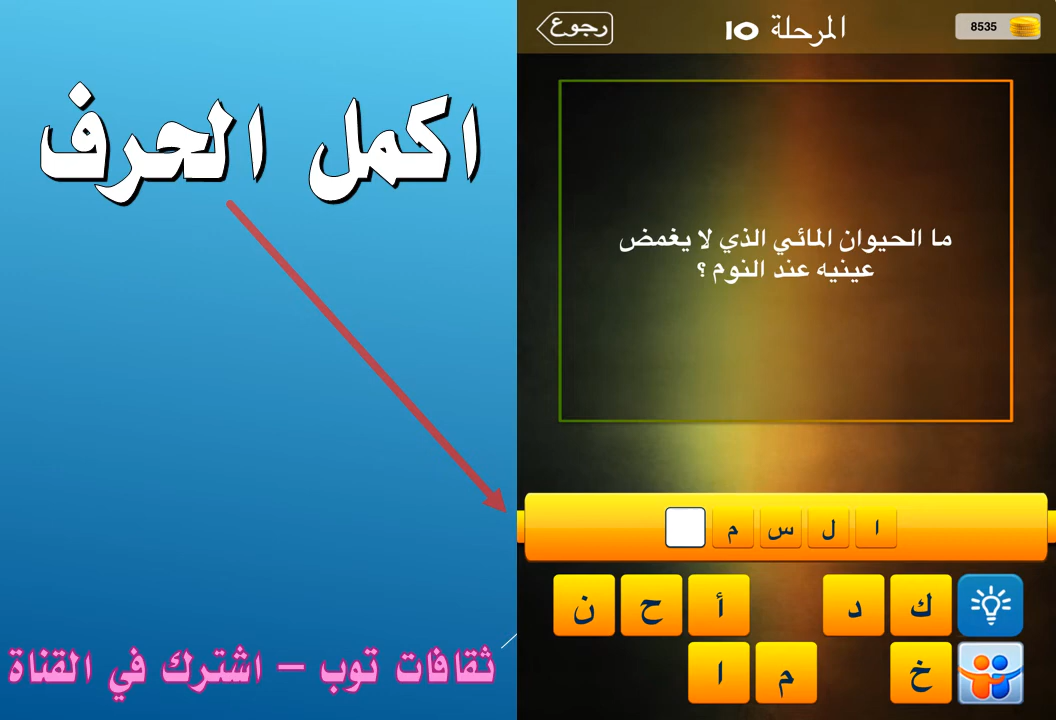 اكمل الحرف
ثقافات توب – اشترك في القناة
رجوع
المرحلة 10
8535
ما الحيوان المائي الذي لا يغمض
عينيه عند النوم ؟
ا ل س م
ك د أ ح ن
خ م ا